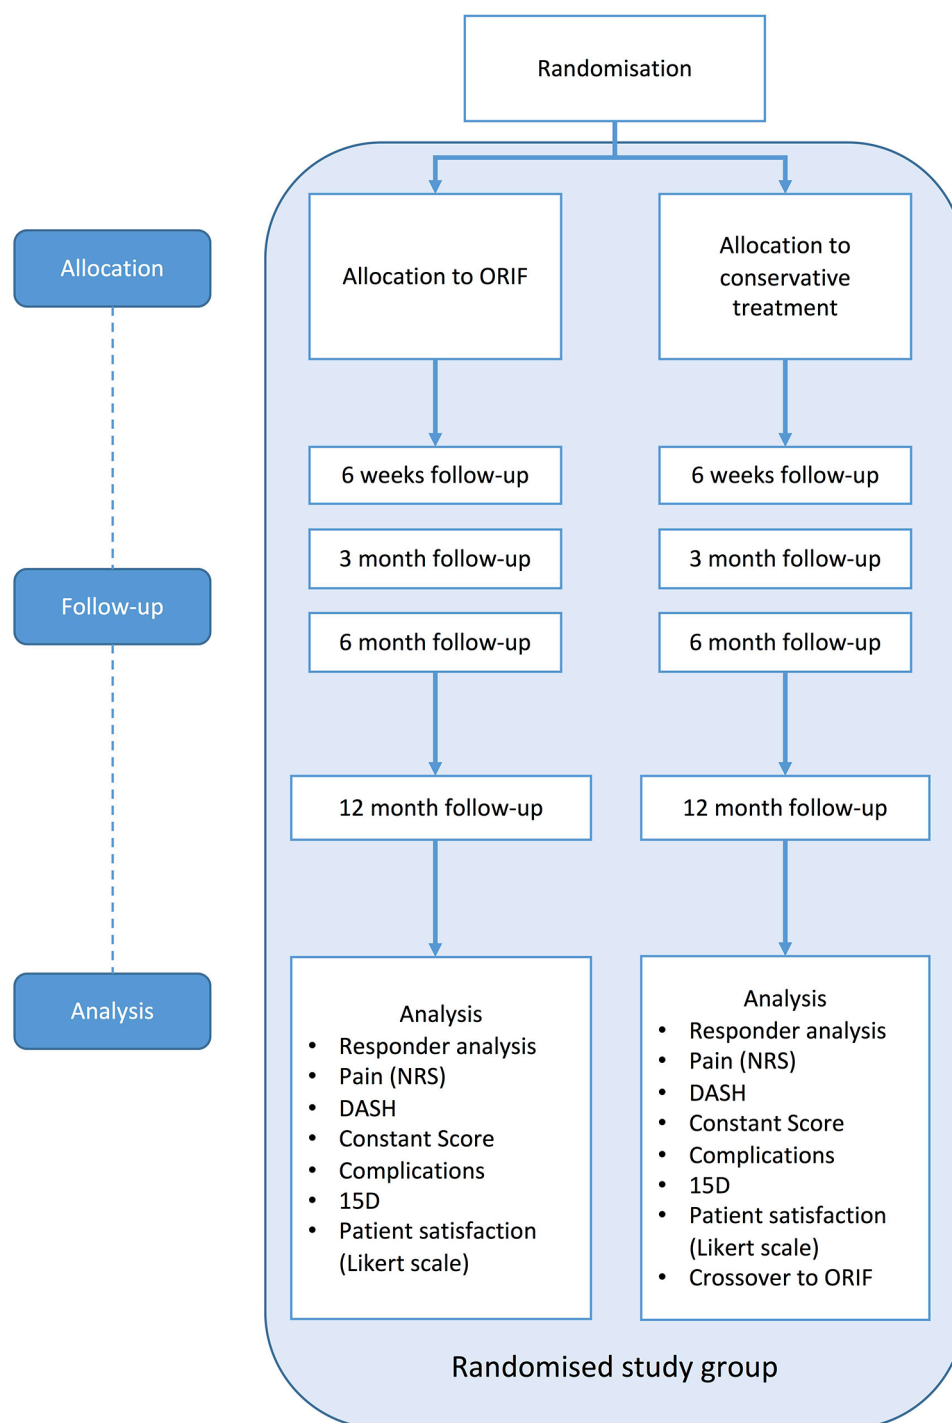 Randomisation
Allocation
Allocation to ORIF
Allocation to
conservative
treatment
6 weeks follow-up
6 weeks follow-up
3 month follow-up
3 month follow-up
Follow-up
6 month follow-up
6 month follow-up
12 month follow-up
12 month follow-up
Analysis
Analysis
• Responder analysis
• Pain (NRS)
• DASH
• Constant Score
• Complications
• 15D
• Patient satisfaction
(Likert scale)
Analysis
• Responder analysis
• Pain (NRS)
• DASH
• Constant Score
• Complications
• 15D
• Patient satisfaction
(Likert scale)
• Crossover to ORIF
Randomised study group